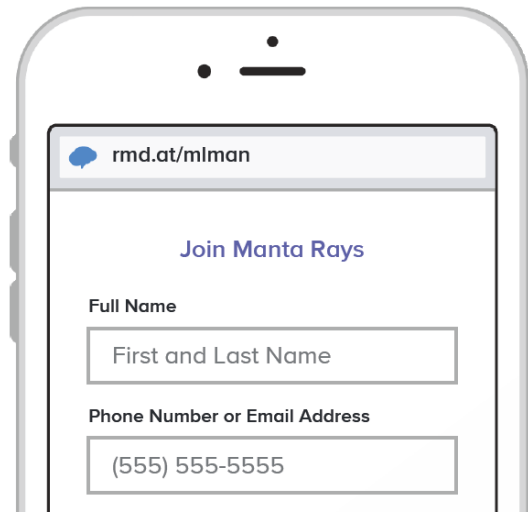 rmd.at/mlman
Join Manta Rays
Full Name
First and Last Name
Phone Number or Email Address
(555) 555-5555